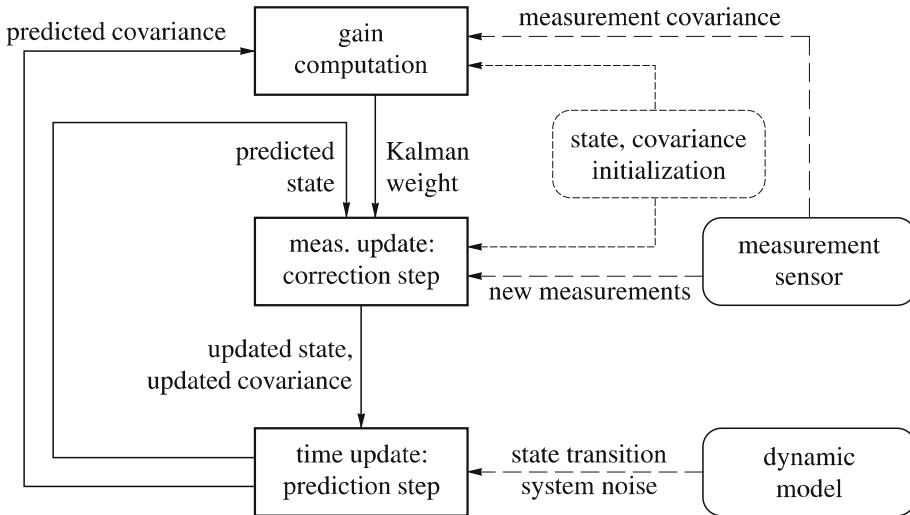 measurement covariance
predicted covariance
gain
computation
predicted
state
Kalman
weight
state, covariance
initialization
meas. update:
correction step
new measurements
measurement
sensor
updated state,
updated covariance
time update:
prediction step
state transition
system noise
dynamic
model